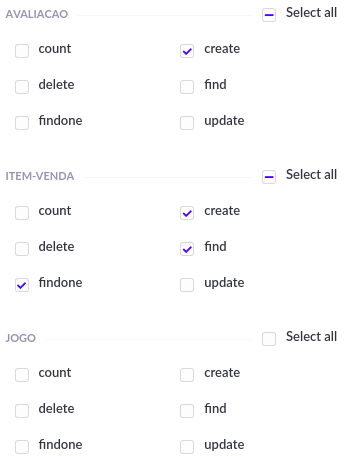 AVALIACAO Select all
count create
delete find
findone update
ITEM-VENDA Select all
count create
delete find
findone update
JOGO Select all
count create
delete find
findone update